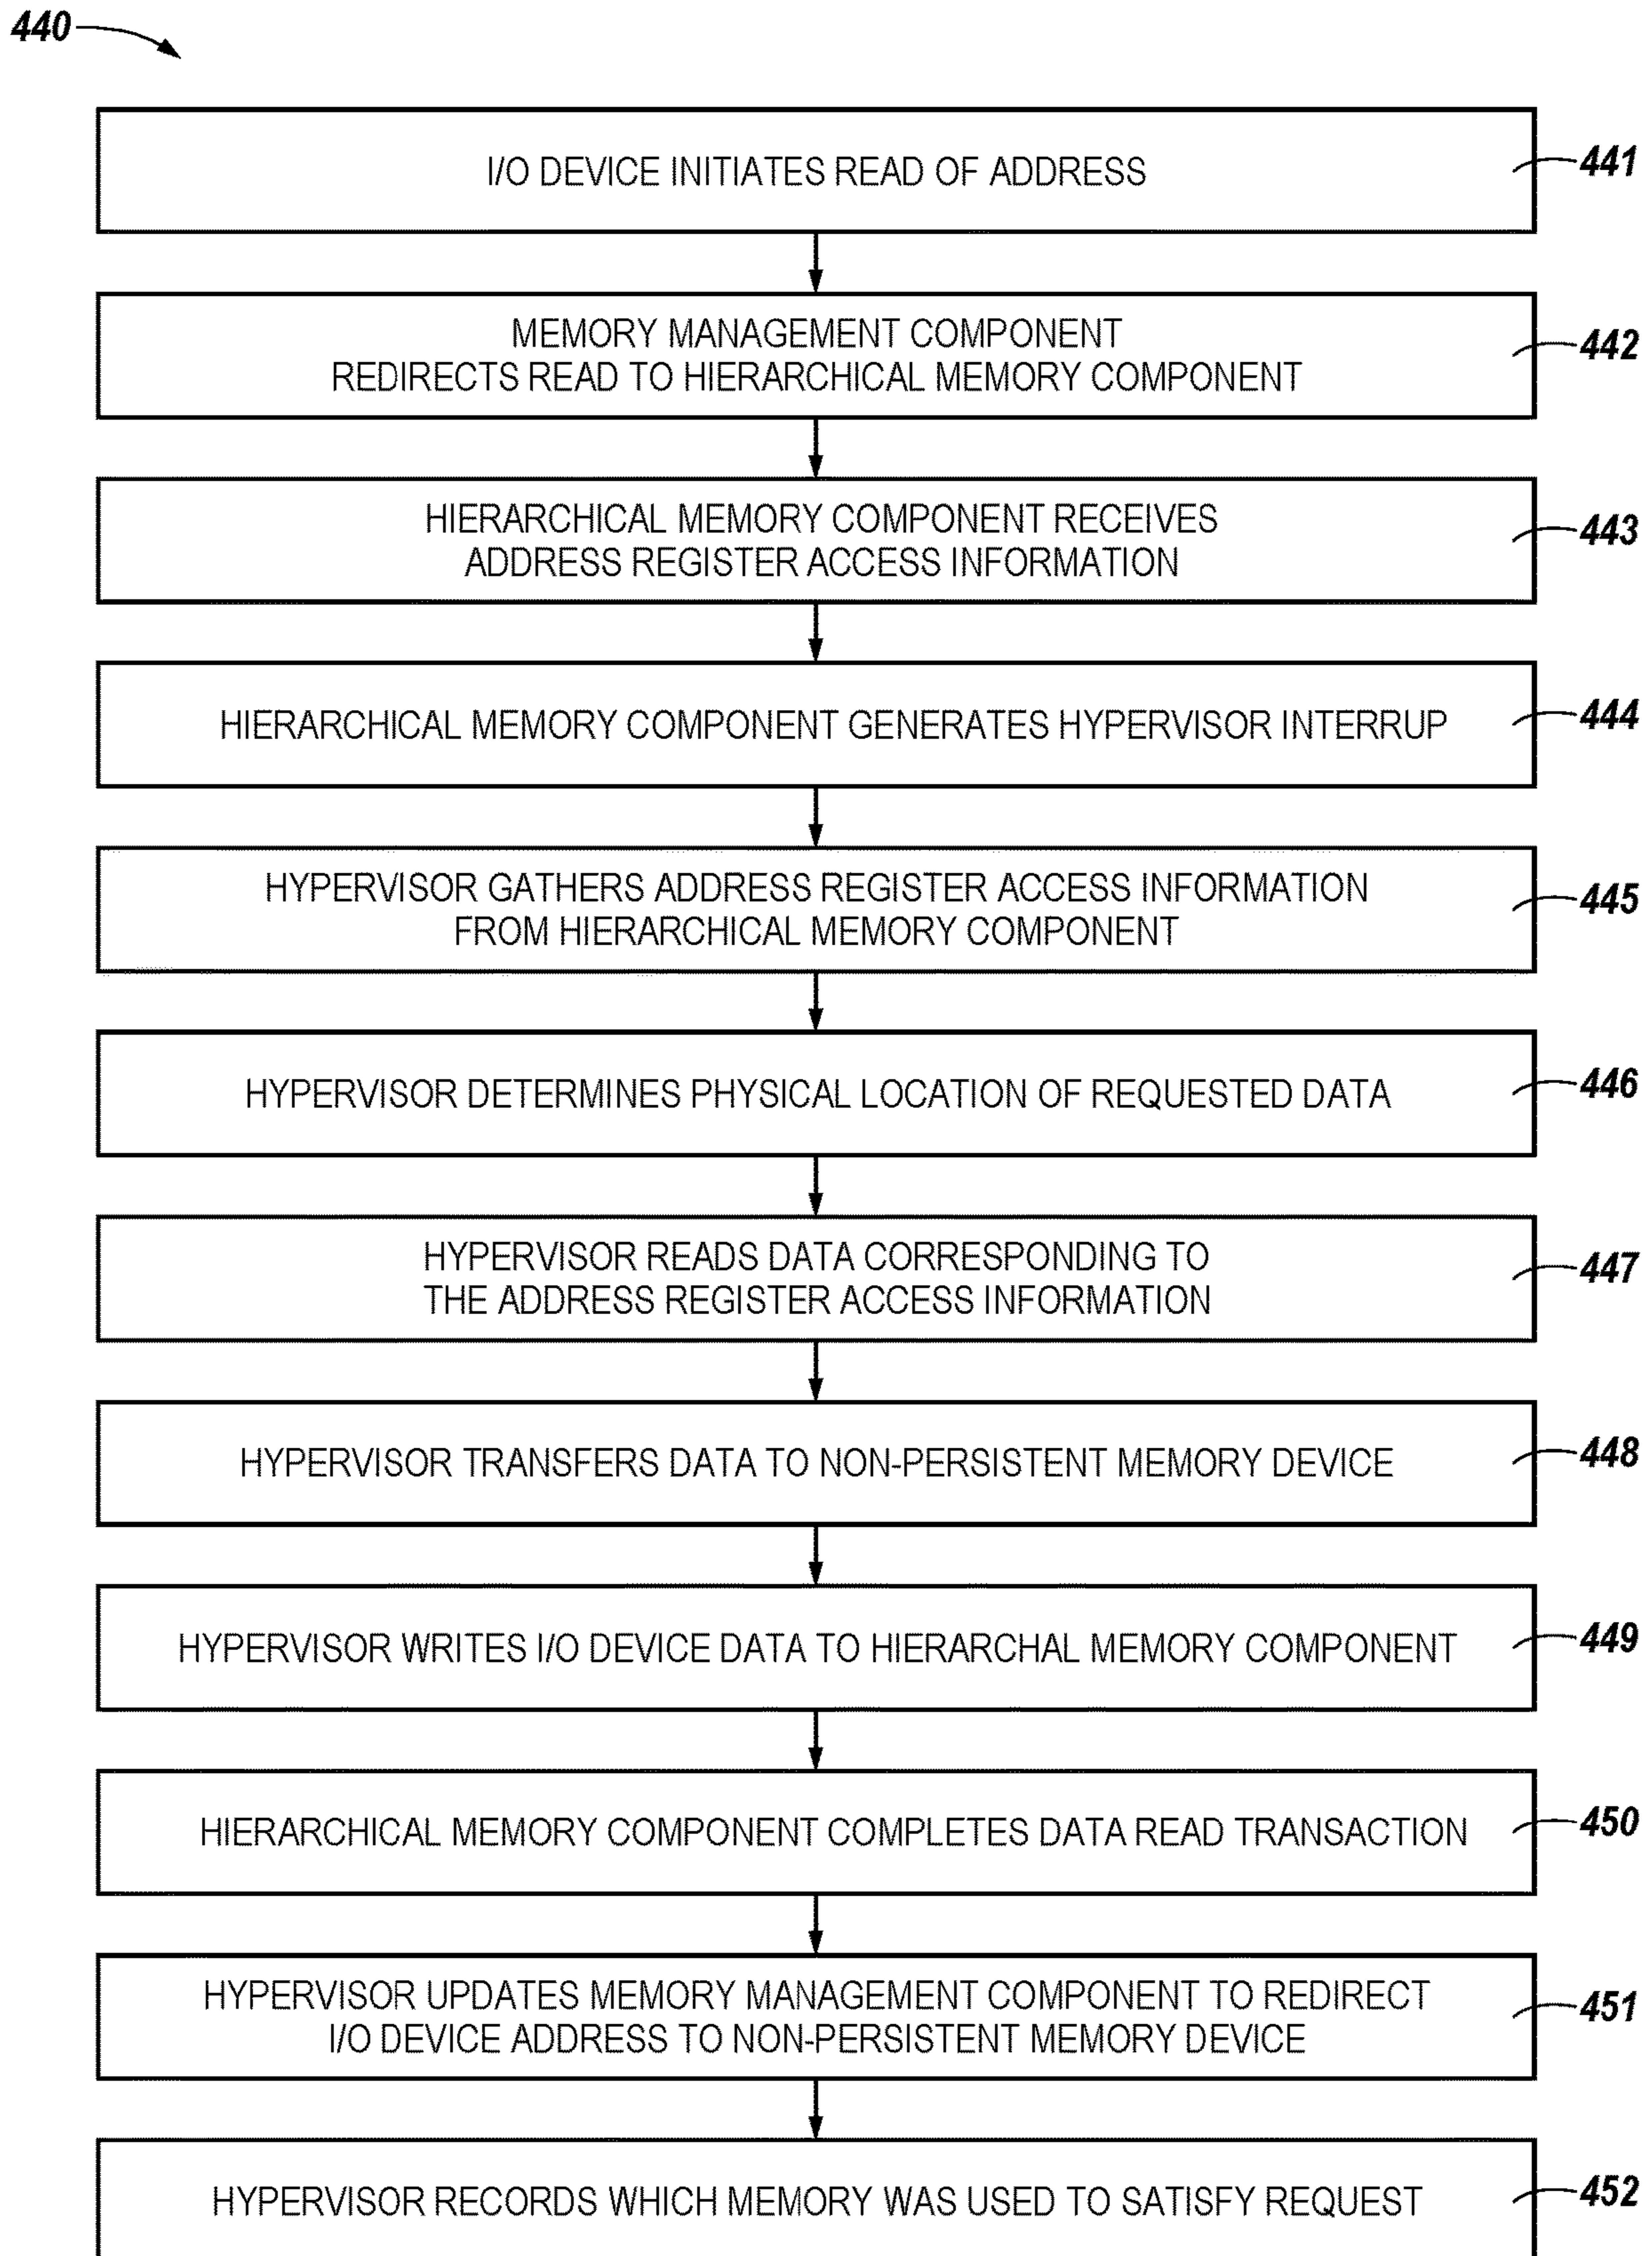 440
I/O DEVICE INITIATES READ OF ADDRESS
441
MEMORY MANAGEMENT COMPONENT
REDIRECTS READ TO HIERARCHICAL MEMORY COMPONENT
442
HIERARCHICAL MEMORY COMPONENT RECEIVES
ADDRESS REGISTER ACCESS INFORMATION
443
HIERARCHICAL MEMORY COMPONENT GENERATES HYPERVISOR INTERRUP
444
HYPERVISOR GATHERS ADDRESS REGISTER ACCESS INFORMATION
FROM HIERARCHICAL MEMORY COMPONENT
445
HYPERVISOR DETERMINES PHYSICAL LOCATION OF REQUESTED DATA
446
HYPERVISOR READS DATA CORRESPONDING TO
THE ADDRESS REGISTER ACCESS INFORMATION
447
HYPERVISOR TRANSFERS DATA TO NON-PERSISTENT MEMORY DEVICE
448
HYPERVISOR WRITES I/O DEVICE DATA TO HIERARCHAL MEMORY COMPONENT
449
HIERARCHICAL MEMORY COMPONENT COMPLETES DATA READ TRANSACTION
450
HYPERVISOR UPDATES MEMORY MANAGEMENT COMPONENT TO REDIRECT
I/O DEVICE ADDRESS TO NON-PERSISTENT MEMORY DEVICE
451
HYPERVISOR RECORDS WHICH MEMORY WAS USED TO SATISFY REQUEST
452